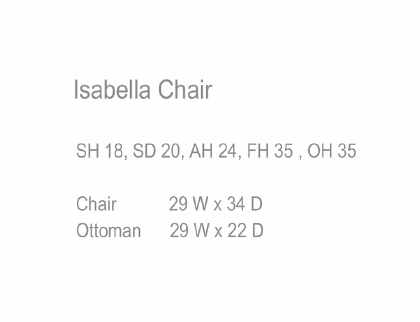 Isabella Chair
SH 18, SD 20, AH 24, FH 35 , OH 35
Chair 29 W x 34 D
Ottoman 29 W x 22 D